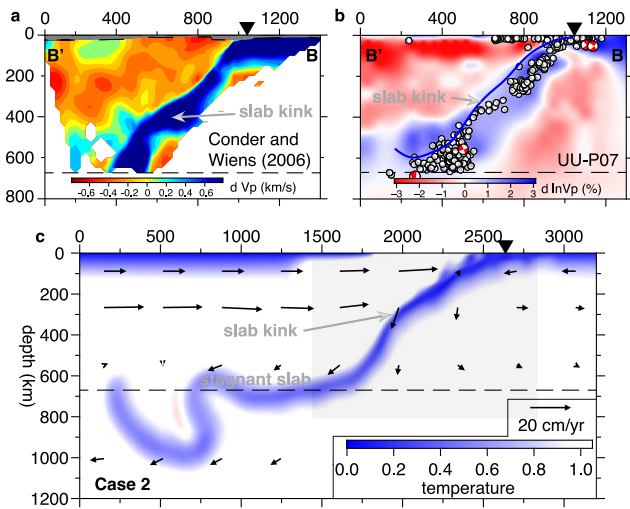 a
0 400 800 1200
0
200
400
600
800
B'
B
slab kink
Conder and
Wiens (2006)
-0,6 -0,4 -0,2 0 0,2 0,4 0,6
d Vp (km/s)
b
0 400 800 1200
B'
B
slab kink
UU-P07
-3 -2 -1 0 1 2 3
d lnVp (%)
c
0 500 1000 1500 2000 2500 3000
0
200
400
600
800
1000
1200
depth (km)
slab kink
stagnant slab
Case 2
20 cm/yr
0.0 0.2 0.4 0.6 0.8 1.0
temperature